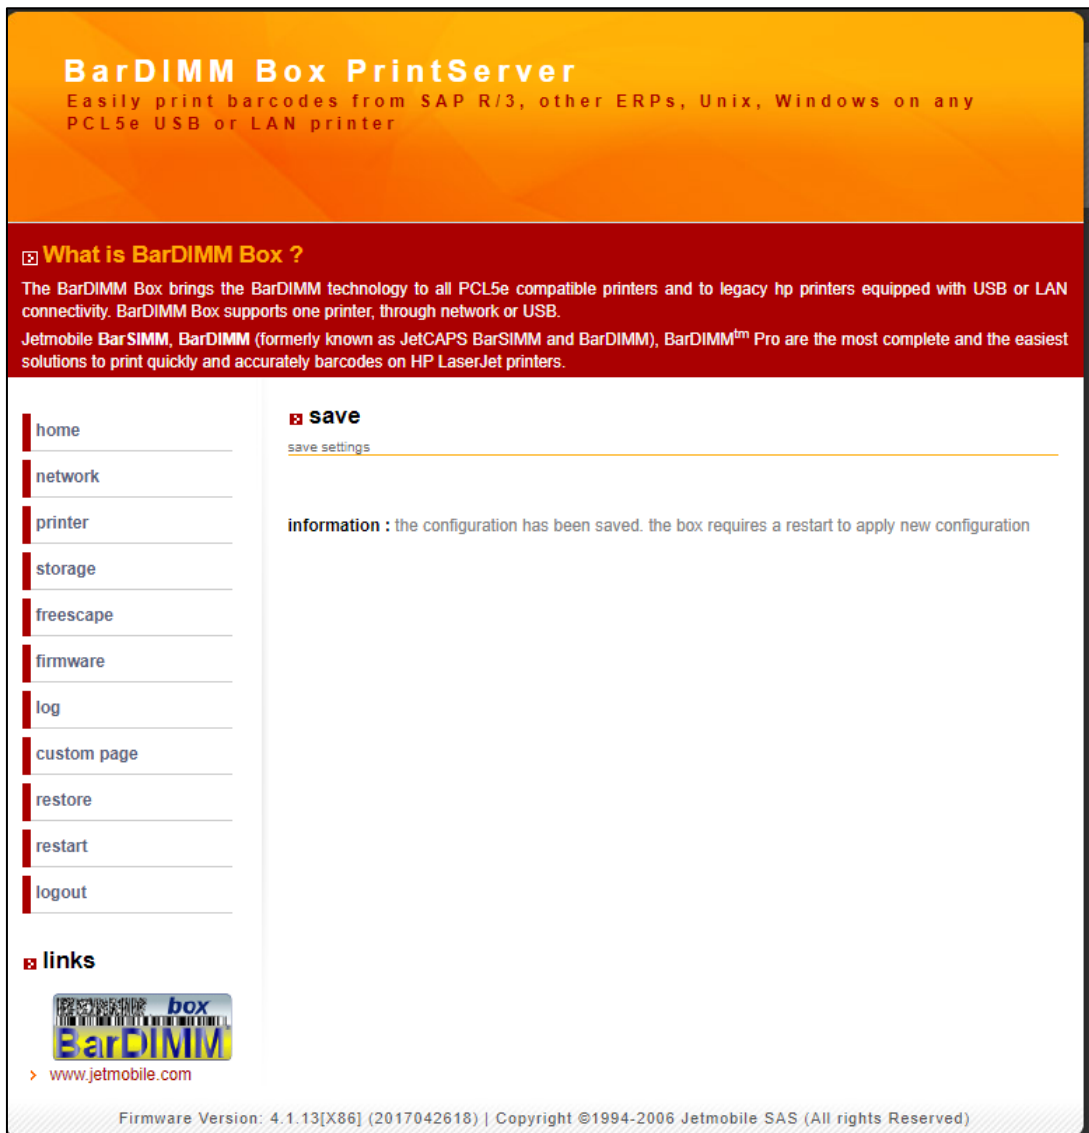 BarDIMM Box PrintServer
Easily print barcodes from SAP R/3, other ERPs, Unix, Windows on any
PCL5e USB or LAN printer
What is BarDIMM Box ?
The BarDIMM Box brings the BarDIMM technology to all PCL5e compatible printers and to legacy hp printers equipped with USB or LAN
connectivity. BarDIMM Box supports one printer, through network or USB.
Jetmobile BarSIMM, BarDIMM (formerly known as JetCAPS BarSIMM and BarDIMM), BarDIMMtm Pro are the most complete and the easiest
solutions to print quickly and accurately barcodes on HP LaserJet printers.
home
network
printer
storage
freescape
firmware
log
custom page
restore
restart
logout
links
box
BarDIMM
www.jetmobile.com
save
save settings
information : the configuration has been saved. the box requires a restart to apply new configuration
Firmware Version: 4.1.13[X86] (2017042618) | Copyright ©1994-2006 Jetmobile SAS (All rights Reserved)